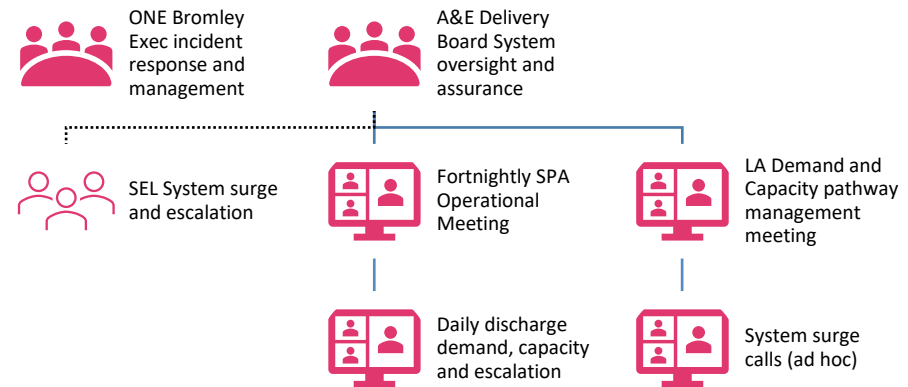 ONE Bromley
Exec incident
response and
management
A&E Delivery
Board System
oversight and
assurance
SEL System surge
and escalation
Fortnightly SPA
Operational
Meeting
LA Demand and
Capacity pathway
management
meeting
Daily discharge
demand, capacity
and escalation
System surge
calls (ad hoc)